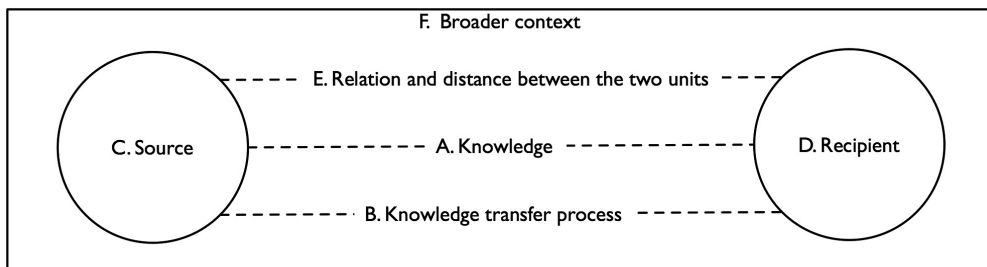 F. Broader context
E. Relation and distance between the two units
C. Source
A. Knowledge
D. Recipient
B. Knowledge transfer process